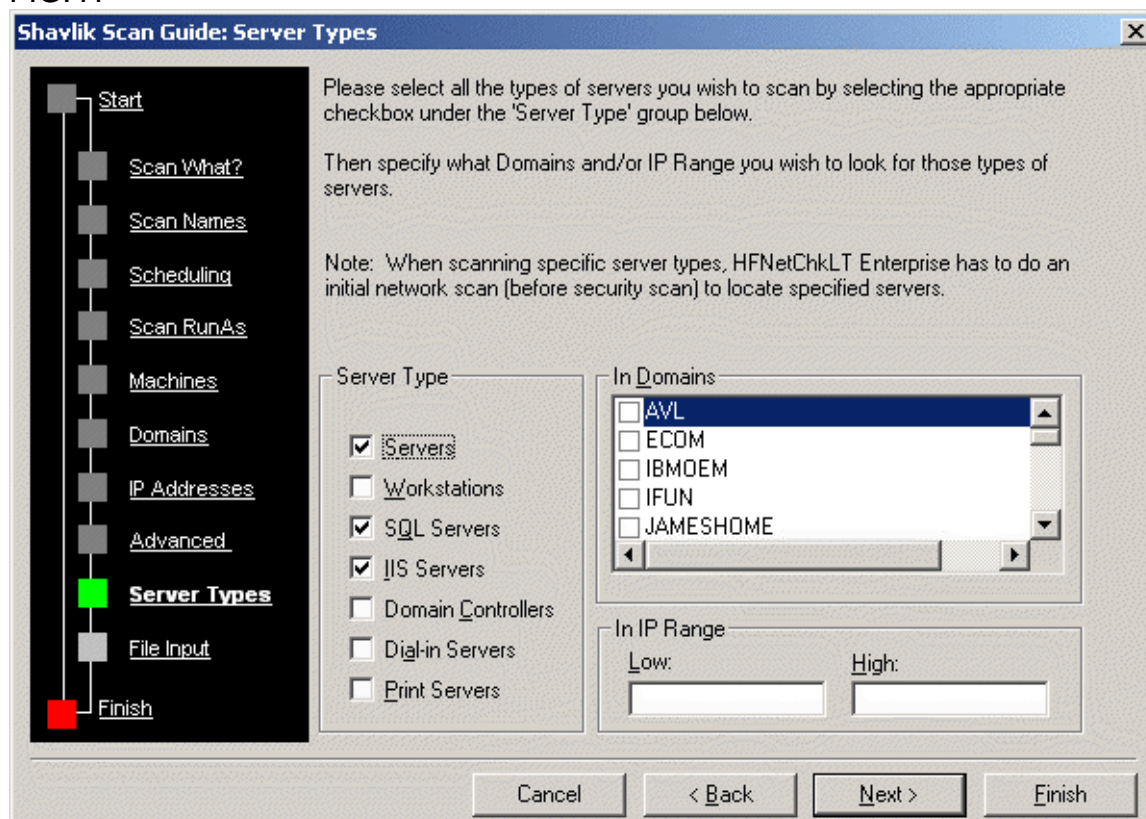 Shavlik Scan Guide: Server Types
Start
Scan What?
Scan Names
Scheduling
Scan RunAs
Machines
Domains
IP Addresses
Advanced
Server Types
File Input
Finish
Please select all the types of servers you wish to scan by selecting the appropriate
checkbox under the 'Server Type' group below.
Then specify what Domains and/or IP Range you wish to look for those types of
servers.
Note: When scanning specific server types, HFNetChkLT Enterprise has to do an
initial network scan (before security scan) to locate specified servers.
Server Type
Servers
Workstations
SQL Servers
IIS Servers
Domain Controllers
Dial-in Servers
Print Servers
In Domains
AVL
ECOM
IBMOEM
IFUN
JAMESHOME
In IP Range
Low: High:
Cancel < Back Next > Finish